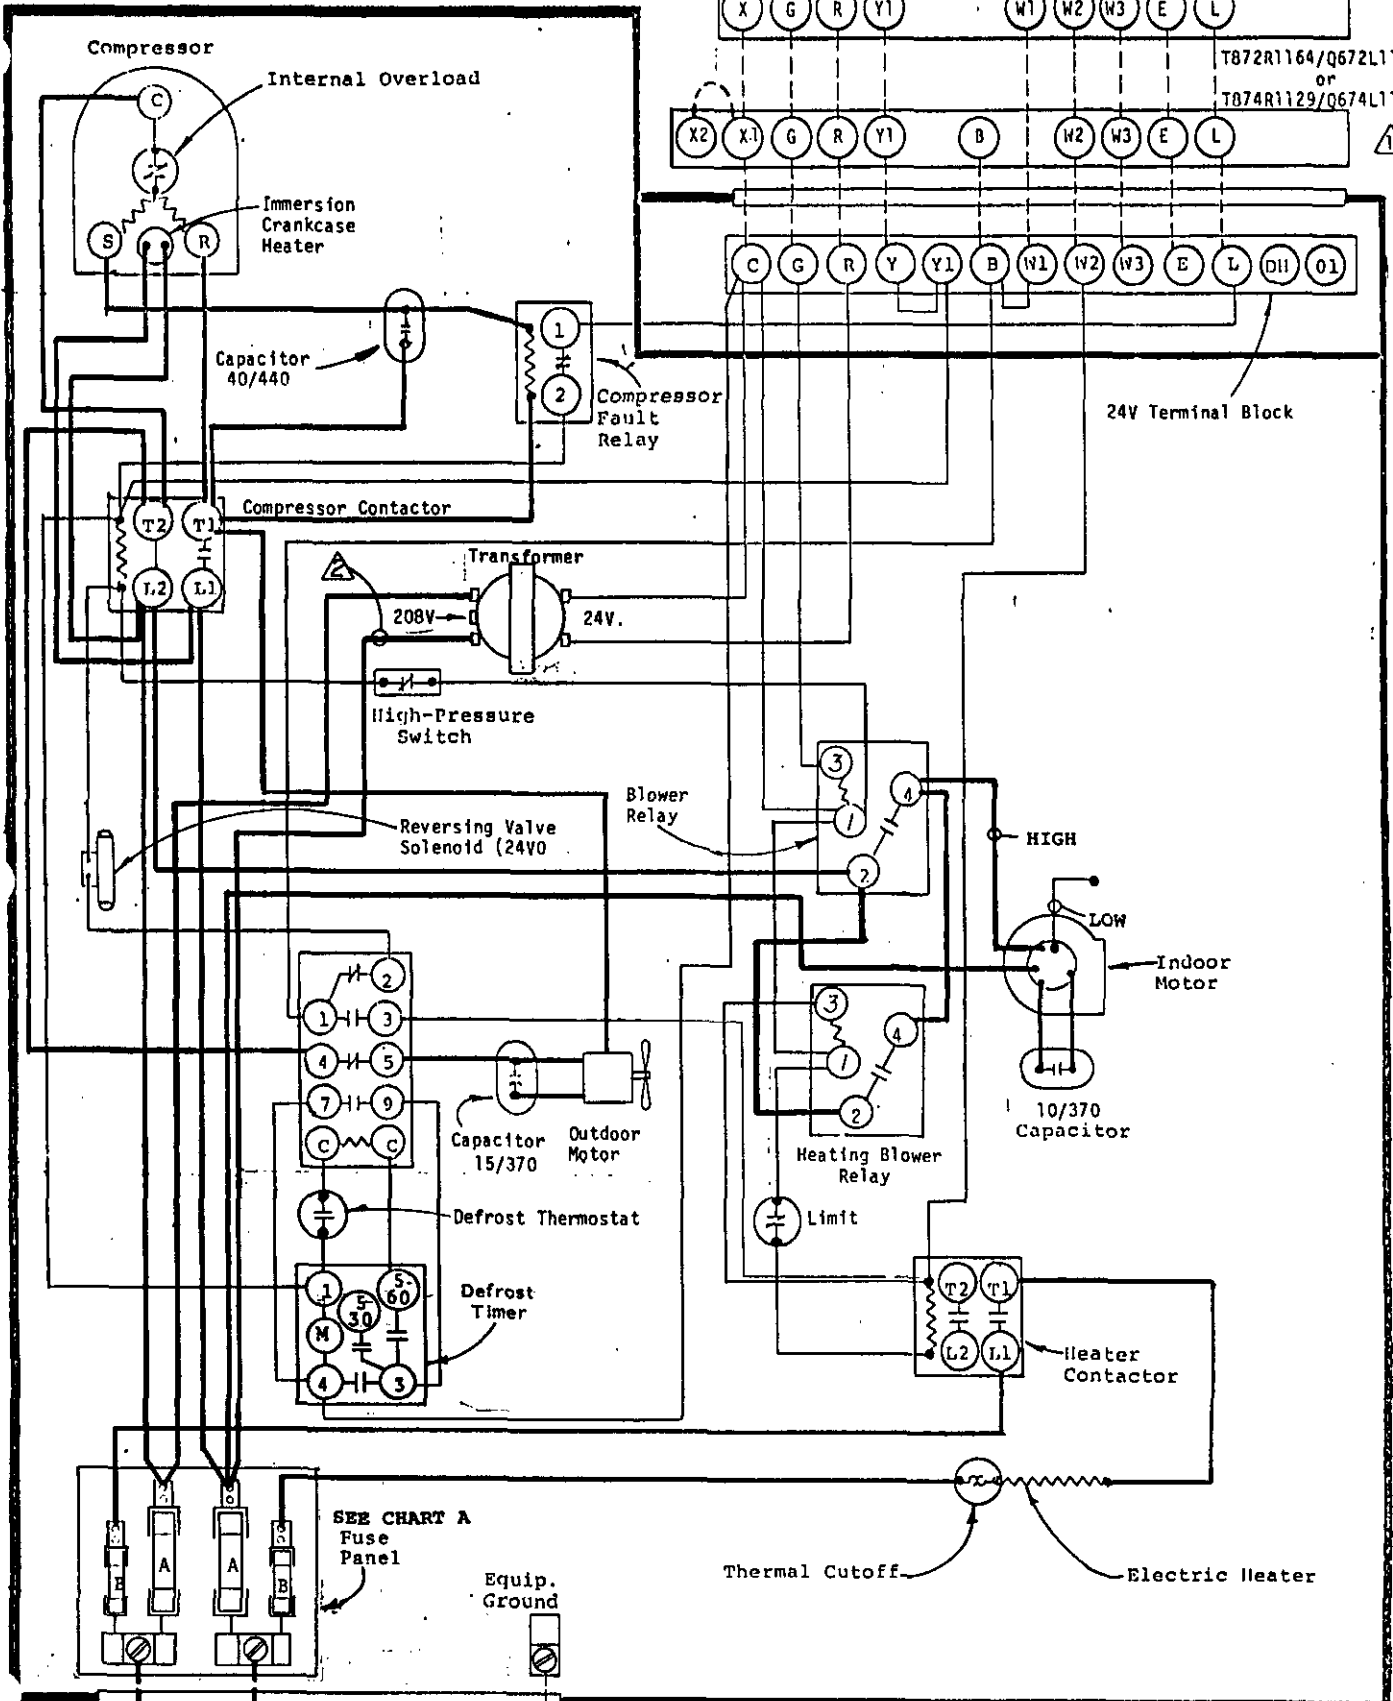 X G R Y1 W1 W2 W3 E L
T872R1164/Q672L1
or
T874R1129/Q674L1
X2 X1 G R Y1 B W2 W3 E L
1
C G R Y Y1 B W1 W2 W3 E L DH O1
24V Terminal Block
Compressor
Internal Overload
C
Immersion
Crankcase
Heater
S R
Capacitor
40/440
1
2
Compressor
Fault
Relay
Compressor Contactor
T2 T1
L2 L1
2
Transformer
208V
24V.
High-Pressure
Switch
3
4
1
2
Blower
Relay
Reversing Valve
Solenoid (24V0
HIGH
LOW
Indoor
Motor
2
1 3
4 5
7 9
C C
3
4
1
2
Heating Blower
Relay
10/370
Capacitor
Capacitor
15/370
Outdoor
Motor
Defrost Thermostat
Limit
1
5-
60
5
30
M
4 3
Defrost
Timer
T2 T1
L2 L1
Heater
Contactor
SEE CHART A
Fuse
Panel
B A A B
Equip.
Ground
Thermal Cutoff
Electric Heater